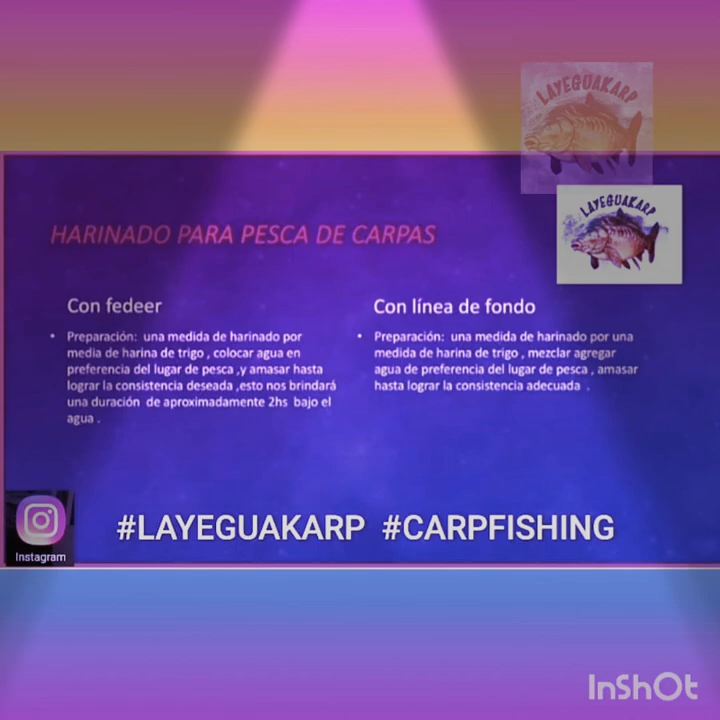 LAYEGUAKARP
LAYEGUAKARP
HARINADO PARA PESCA DE CARPAS
Con fedeer
• Preparación: una medida de harinado por
media de harina de trigo , colocar agua en
preferencia del lugar de pesca ,y amasar hasta
lograr la consistencia deseada ,esto nos brindará
una duración de aproximadamente 2hs bajo el
agua .
Con línea de fondo
• Preparación: una medida de harinado por una
medida de harina de trigo , mezclar agregar
agua de preferencia del lugar de pesca , amasar
hasta lograr la consistencia adecuada .
#LAYEGUAKARP #CARPFISHING
Instagram
InShOt